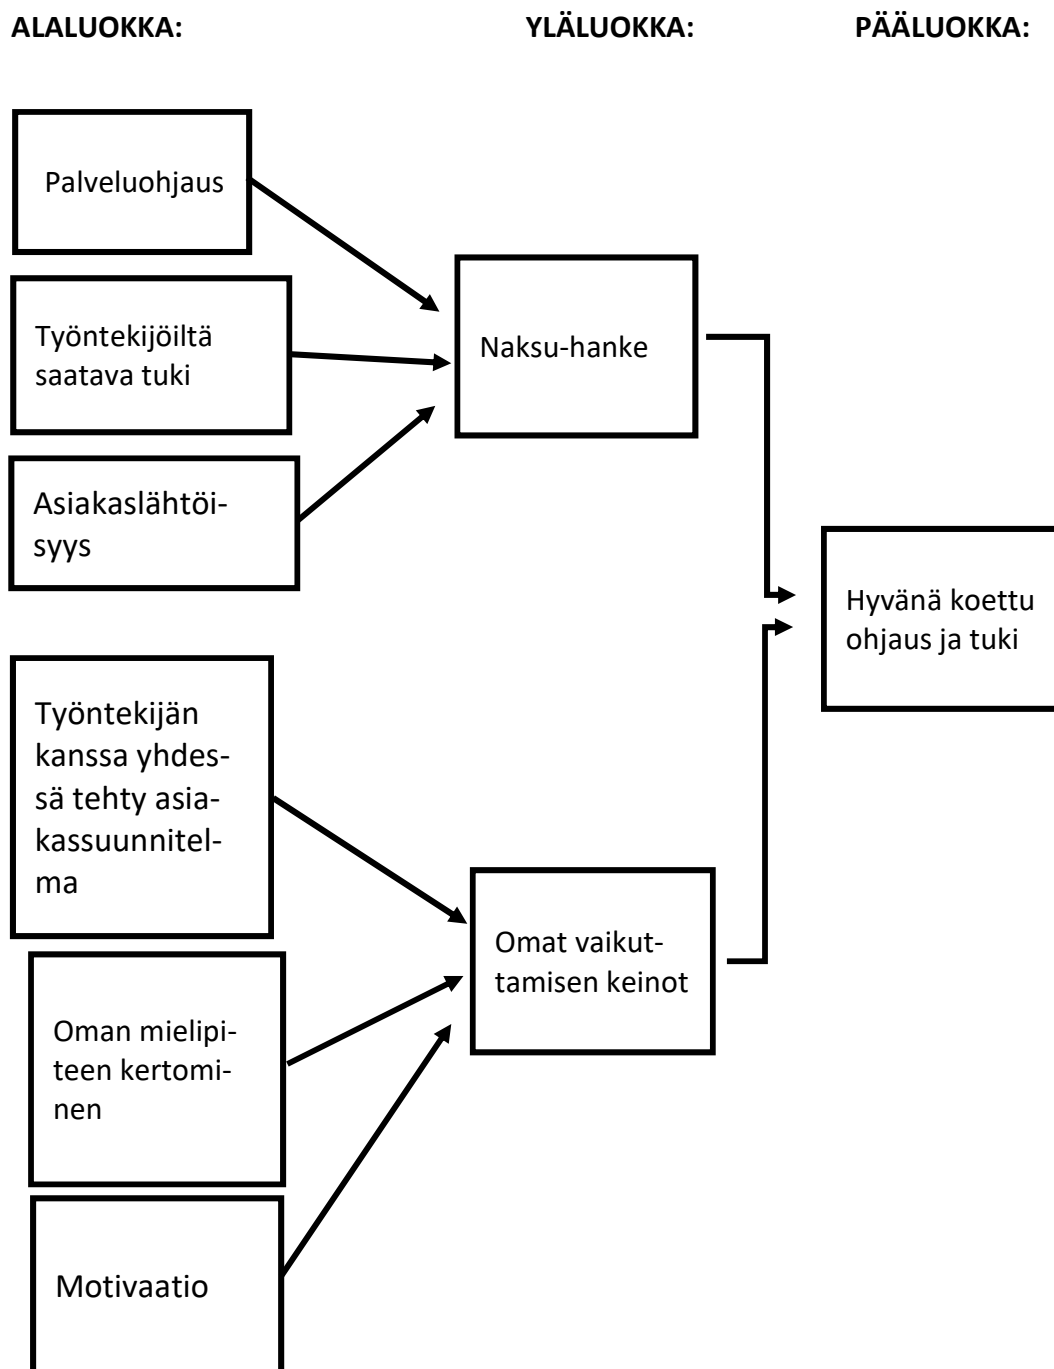 ALALUOKKA:
YLÄLUOKKA:
PÄÄLUOKKA:
Palveluohjaus
Työntekijöiltä
saatava tuki
Asiakaslähtöi-
syys
Naksu-hanke
Hyvänä koettu
ohjaus ja tuki
Työntekijän
kanssa yhdes-
sä tehty asia-
kassuunnitel-
ma
Oman mielipi-
teen kertomi-
nen
Motivaatio
Omat vaikut-
tamisen keinot